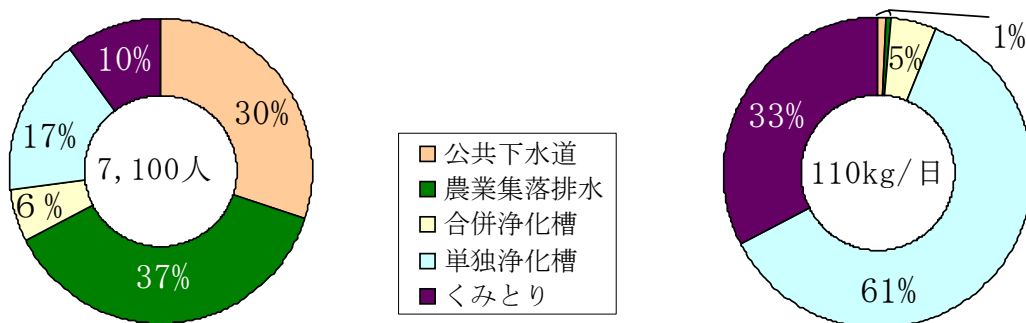 10%
30%
17%
7,100人
6%
37%
公共下水道
農業集落排水
合併浄化槽
単独浄化槽
くみとり
1%
5%
33%
110kg/日
61%